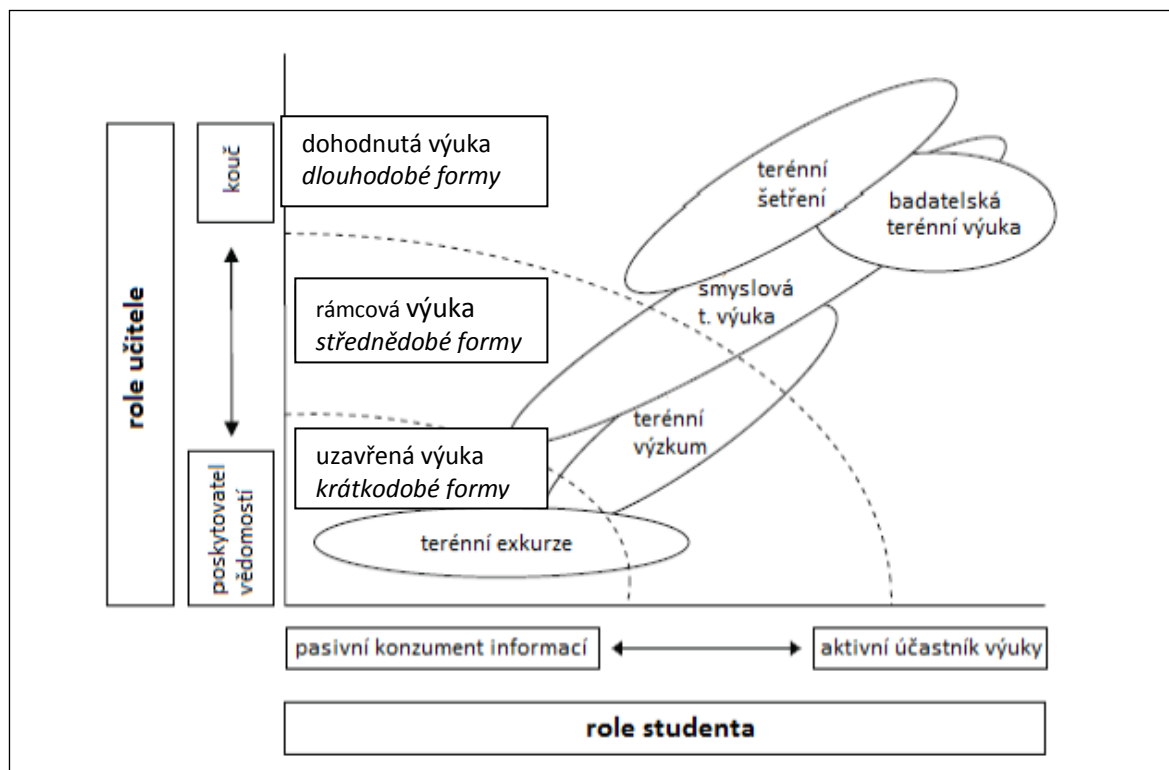 role učitele
kouč
poskytovatel
vědomostí
dohodnutá výuka
dlouhodobé formy
rámcová výuka
střednědobé formy
uzavřená výuka
krátkodobé formy
terénní
šetření
badatelská
terénní výuka
smyslová
t. výuka
terénní
výzkum
terénní exkurze
pasivní konzument informací
aktivní účastník výuky
role studenta